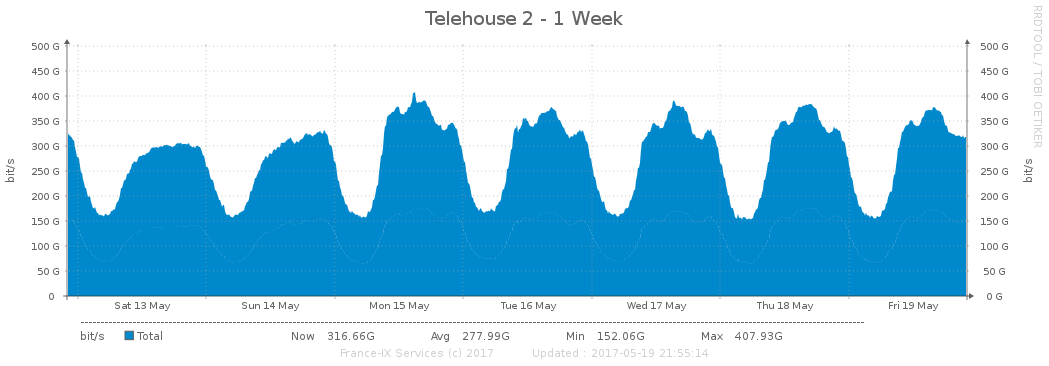 Telehouse 2 - 1 Week
RRDTOOL / TOBI OETIKER
500 G 500 G
450 G 450 G
400 G 400 G
350 G 350 G
300 G 300 G
250 G 250 G
200 G 200 G
150 G 150 G
100 G 100 G
50 G 50 G
0 0 G
bit/s bit/s
Sat 13 May Sun 14 May Mon 15 May Tue 16 May Wed 17 May Thu 18 May Fri 19 May
bit/s Total Now 316.66G Avg 277.99G Min 152.06G Max 407.93G
France-IX Services (c) 2017 Updated : 2017-05-19 21:55:14